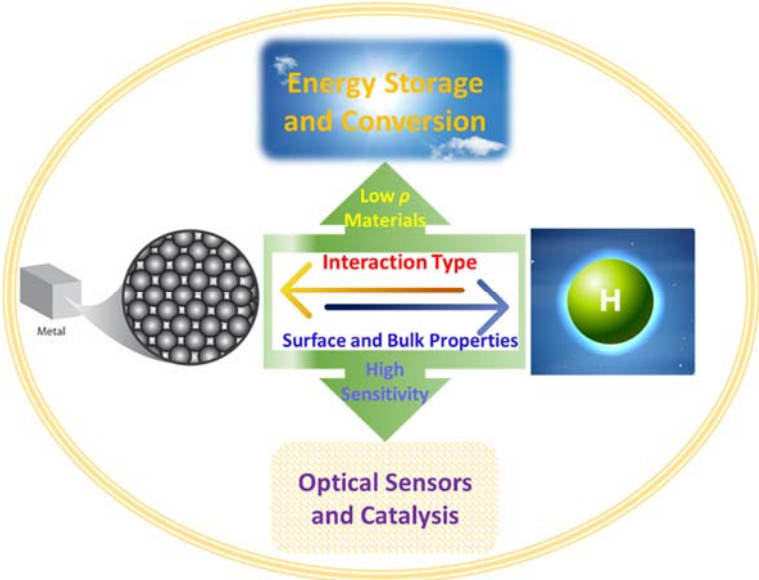 Energy Storage
and Conversion
Low ρ
Materials
Interaction Type
H
Metal
Surface and Bulk Properties
High
Sensitivity
Optical Sensors
and Catalysis